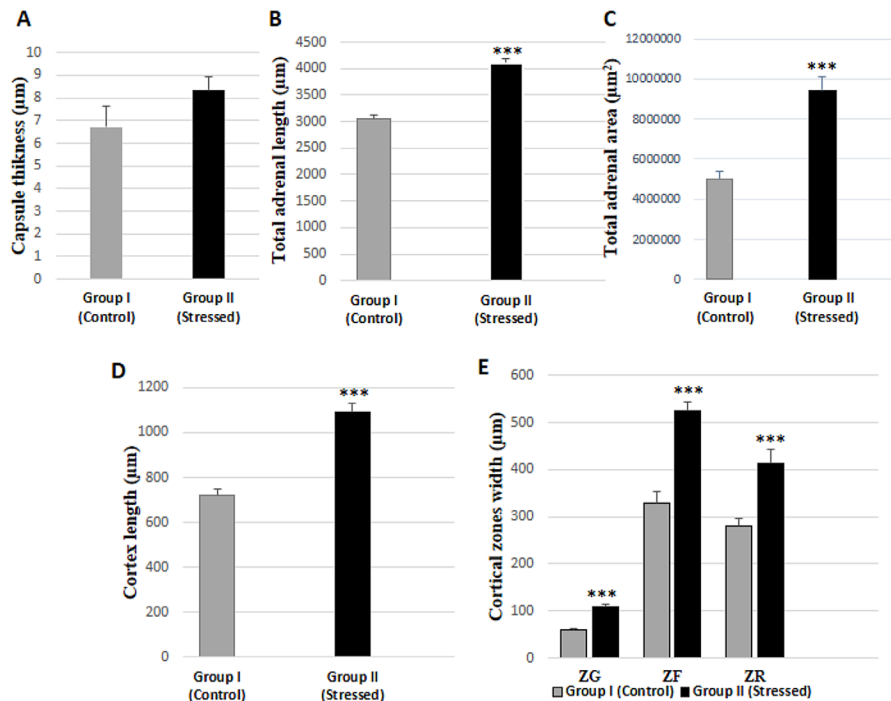 A
Capsule thikness (µm)
10
9
8
7
6
5
4
3
2
1
0
Group I
(Control)
Group II
(Stressed)
B
Total adrenal length (µm)
4500
4000
3500
3000
2500
2000
1500
1000
500
0
***
Group I
(Control)
Group II
(Stressed)
C
Total adrenal area (µm²)
12000000
10000000
8000000
6000000
4000000
2000000
0
***
Group I
(Control)
Group II
(Stressed)
D
Cortex length (µm)
1200
1000
800
600
400
200
0
***
Group I
(Control)
Group II
(Stressed)
E
Cortical zones width (µm)
600
500
400
300
200
100
0
***
***
***
ZG ZF ZR
Group I (Control) Group II (Stressed)